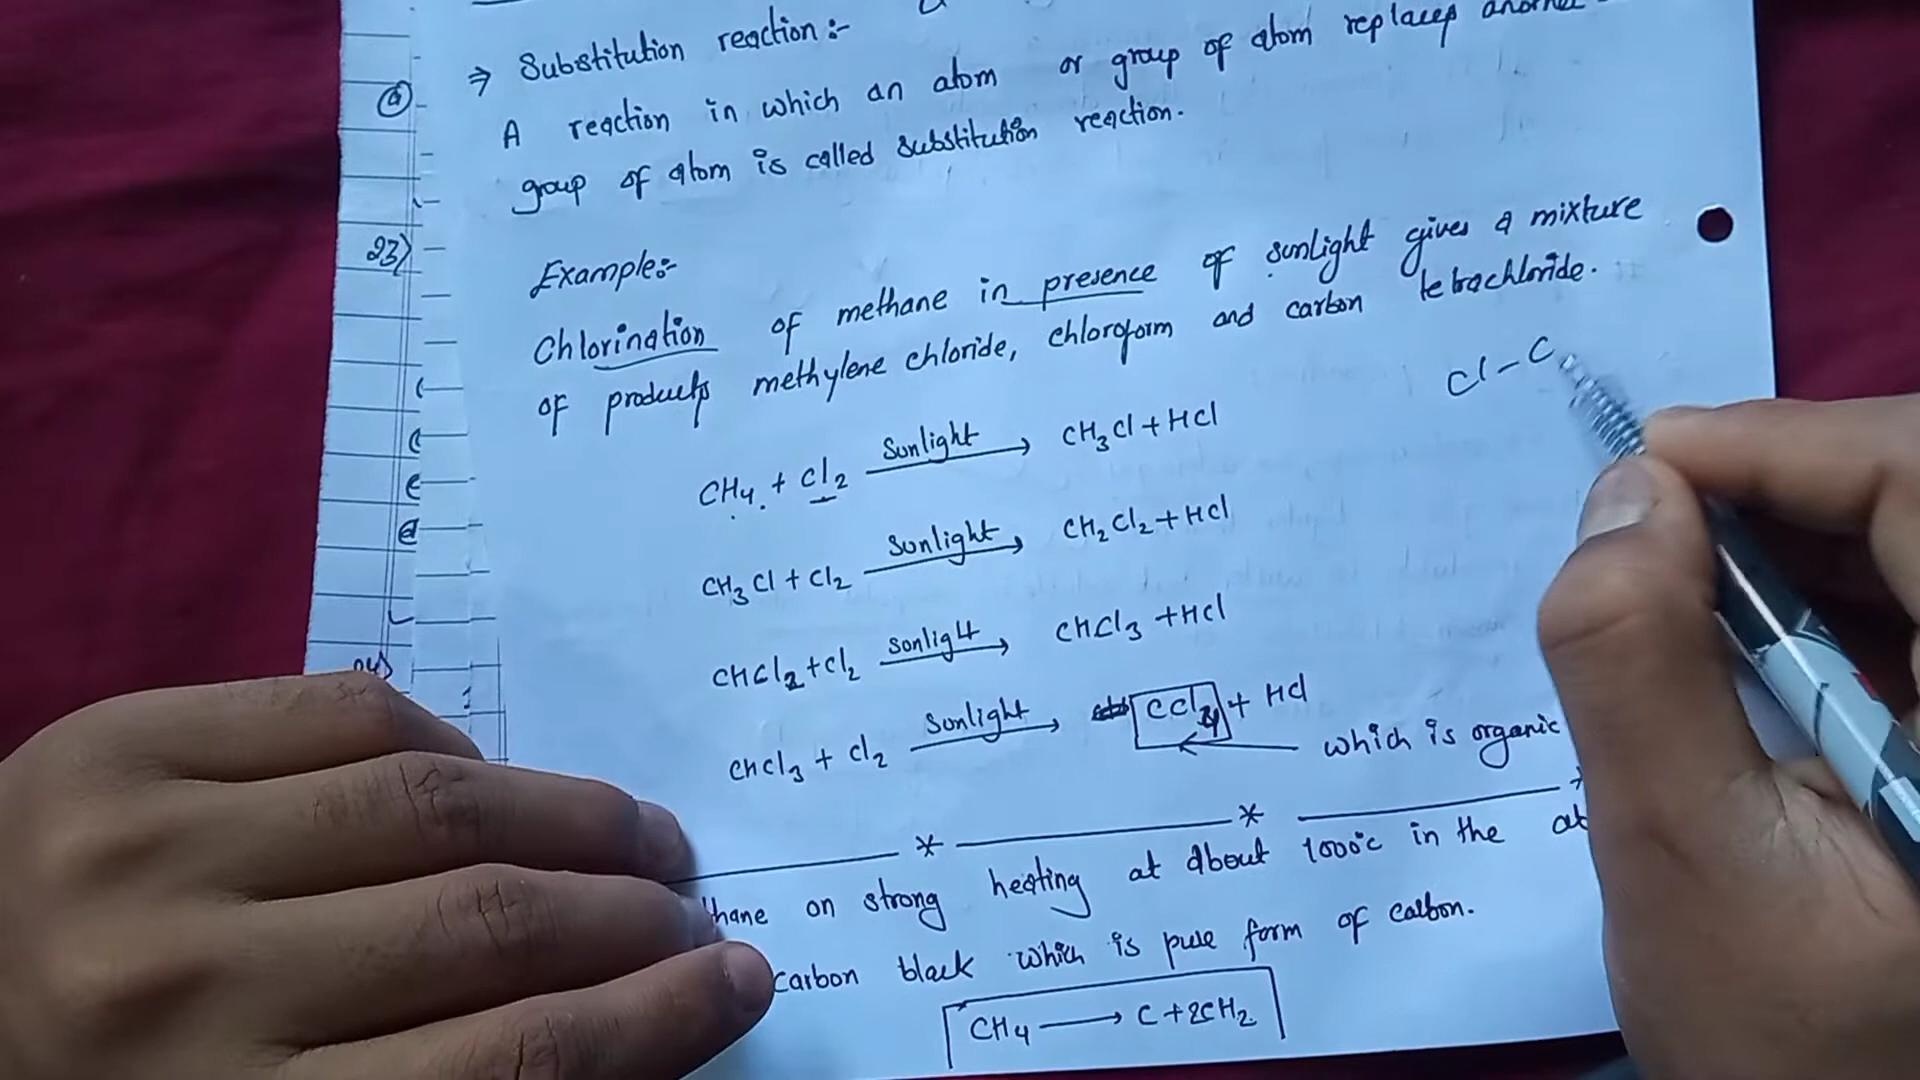 ⇒ Substitution reaction :-
A reaction in which an atom or group of atom replaces
group of atom is called substitution reaction.
23)
Example:-
Chlorination of methane in presence of sunlight gives a mixture
of products methylene chloride, chloroform and carbon tetrachloride.
Cl-C
CH₄ + Cl₂ Sunlight → CH₃Cl + HCl
CH₃Cl + Cl₂ Sunlight → CH₂Cl₂ + HCl
CHCl₂ + Cl₂ sonligLt → CHCl₃ + HCl
CHCl₃ + Cl₂ Sunlight → CCl₄ + HCl
which is organic
thane on strong heating at about 1000°c in the
carbon black which is pure form of carbon.
CH₄ → C + 2CH₂